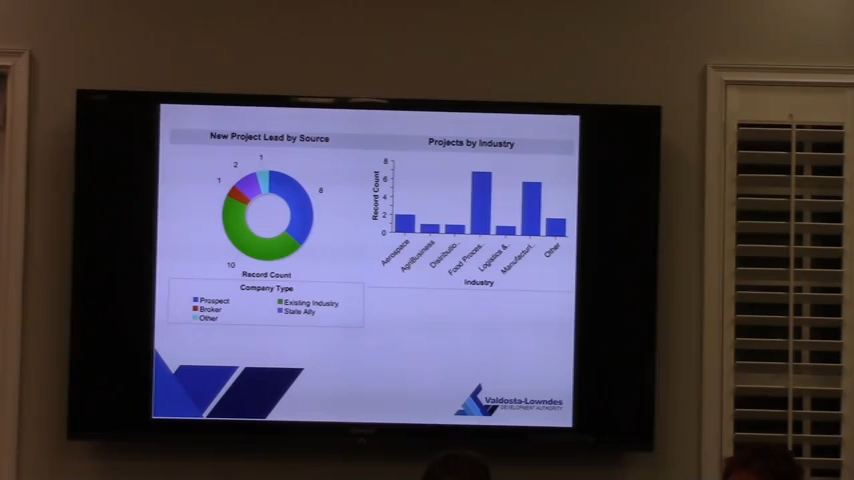 New Project Lead by Source
1
2
1
8
10
Record Count
Company Type
Prospect
Existing Industry
Broker
State Ally
Other
Projects by Industry
Record Count
8
6
4
2
0
Aerospace
AgriBusiness
Distributio..
Food Proces..
Logistics &..
Manufacturi..
Other
Industry
Valdosta-Lowndes
DEVELOPMENT AUTHORITY